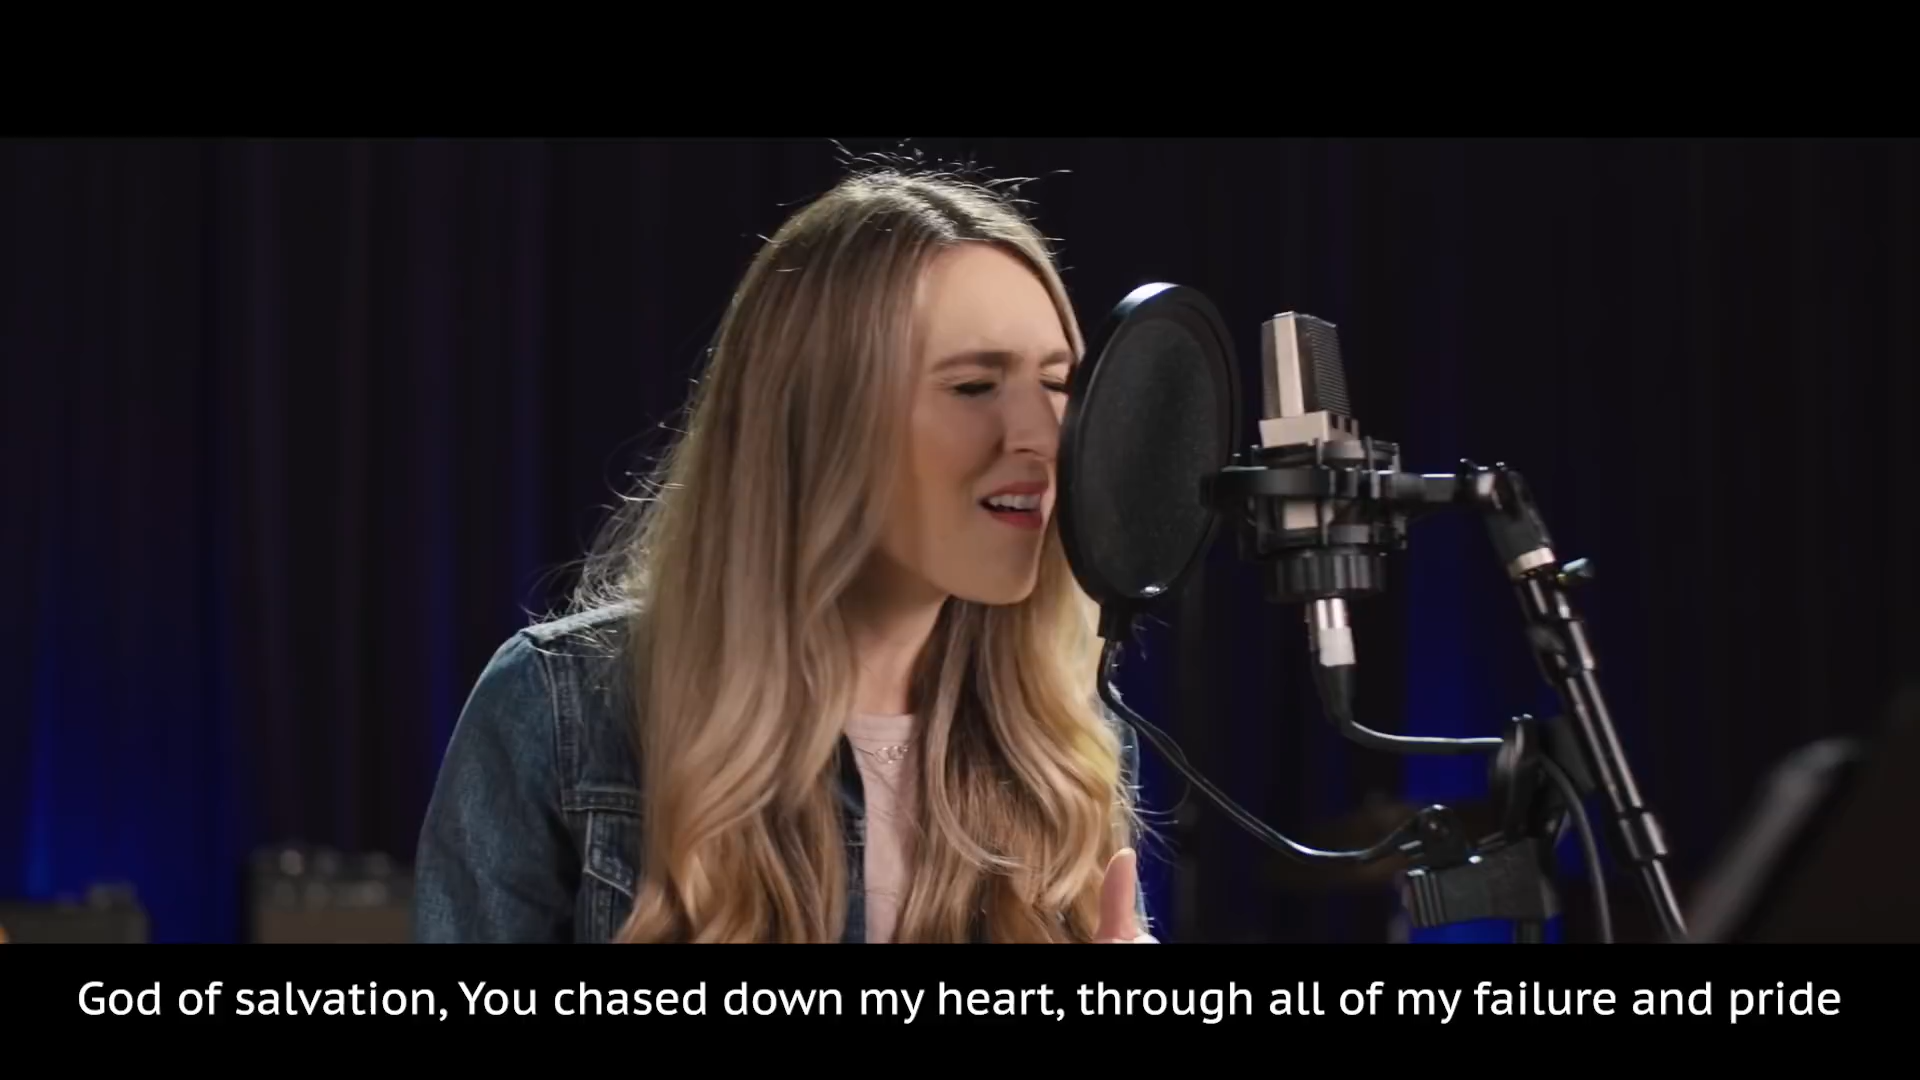 God of salvation, You chased down my heart, through all of my failure and pride